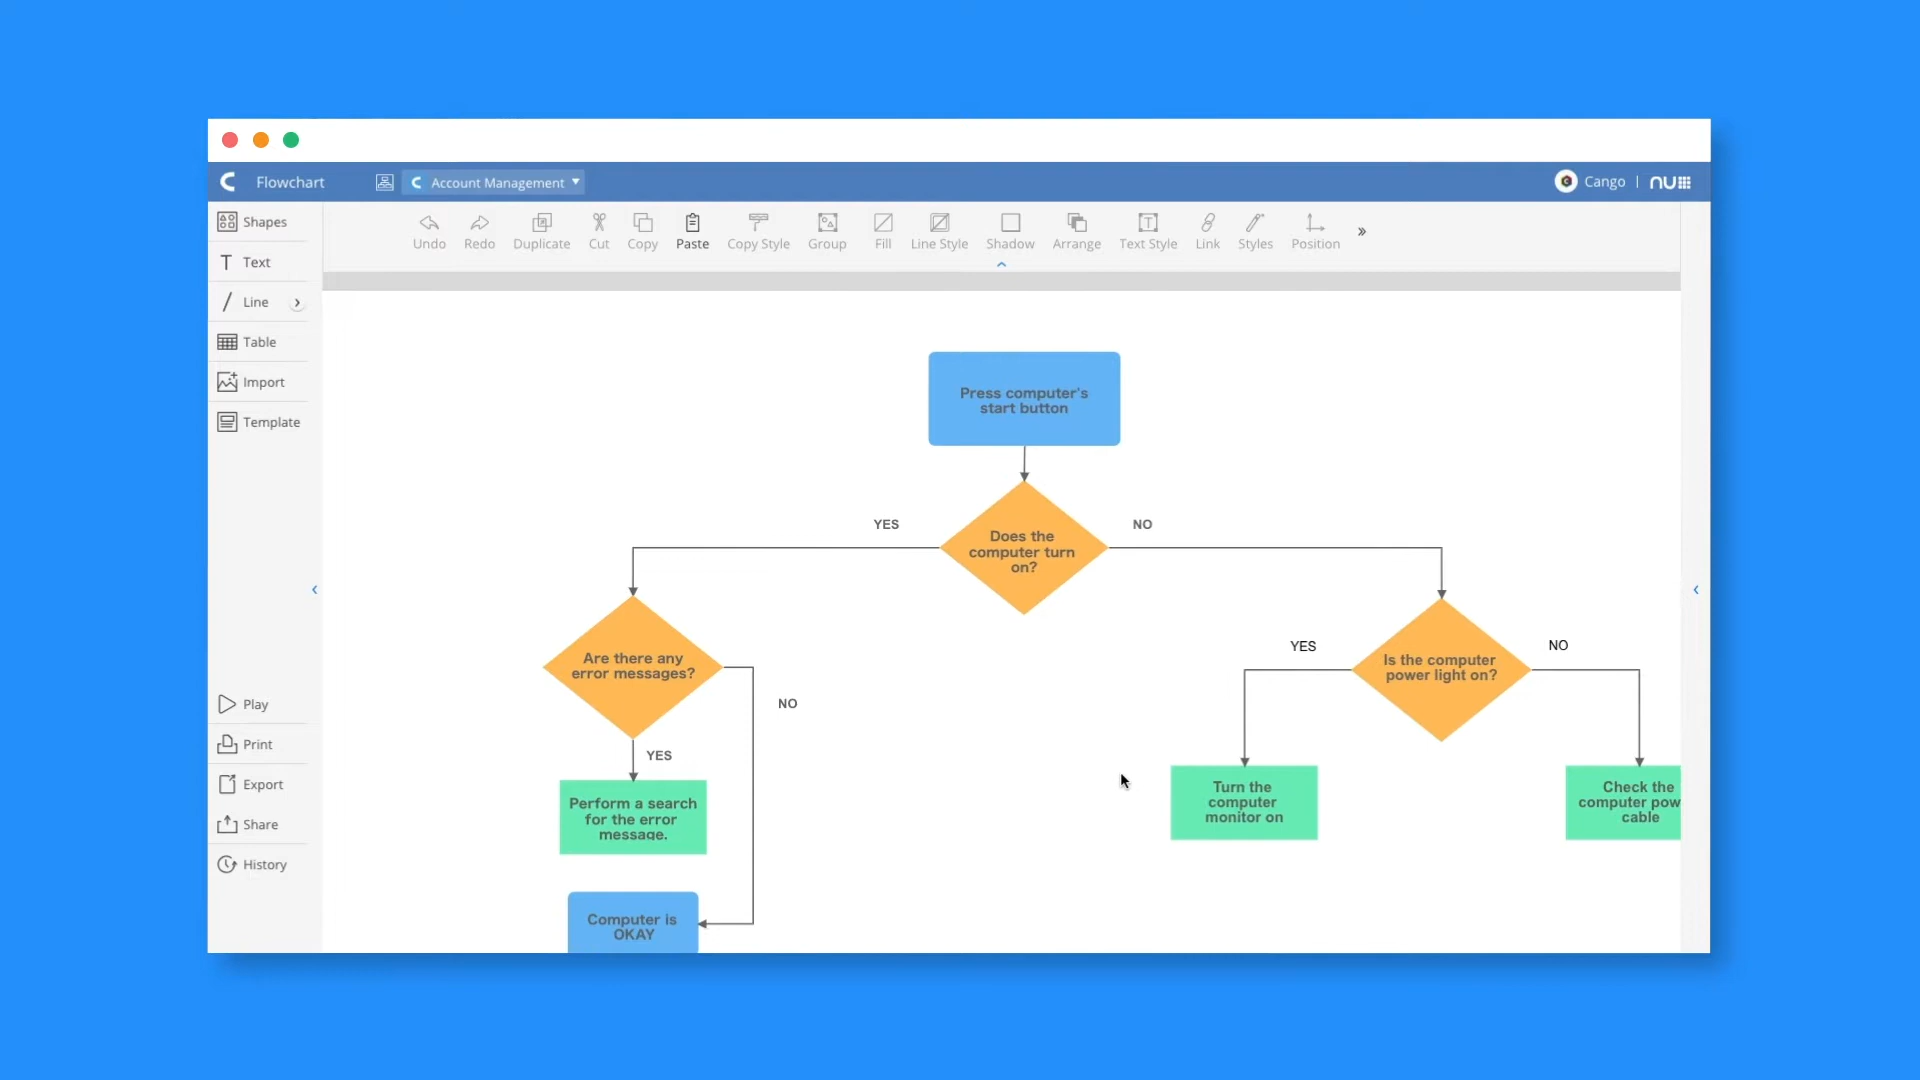 Flowchart
Account Management
Cango
NUIII
Shapes
Text
Line
Table
Import
Template
Play
Print
Export
Share
History
Undo
Redo
Duplicate
Cut
Copy
Paste
Copy Style
Group
Fill
Line Style
Shadow
Arrange
Text Style
Link
Styles
Position
Press computer's
start button
YES
NO
Does the
computer turn
on?
Are there any
error messages?
NO
YES
YES
NO
Is the computer
power light on?
Perform a search
for the error
message.
Turn the
computer
monitor on
Check the
computer pow
cable
Computer is
OKAY